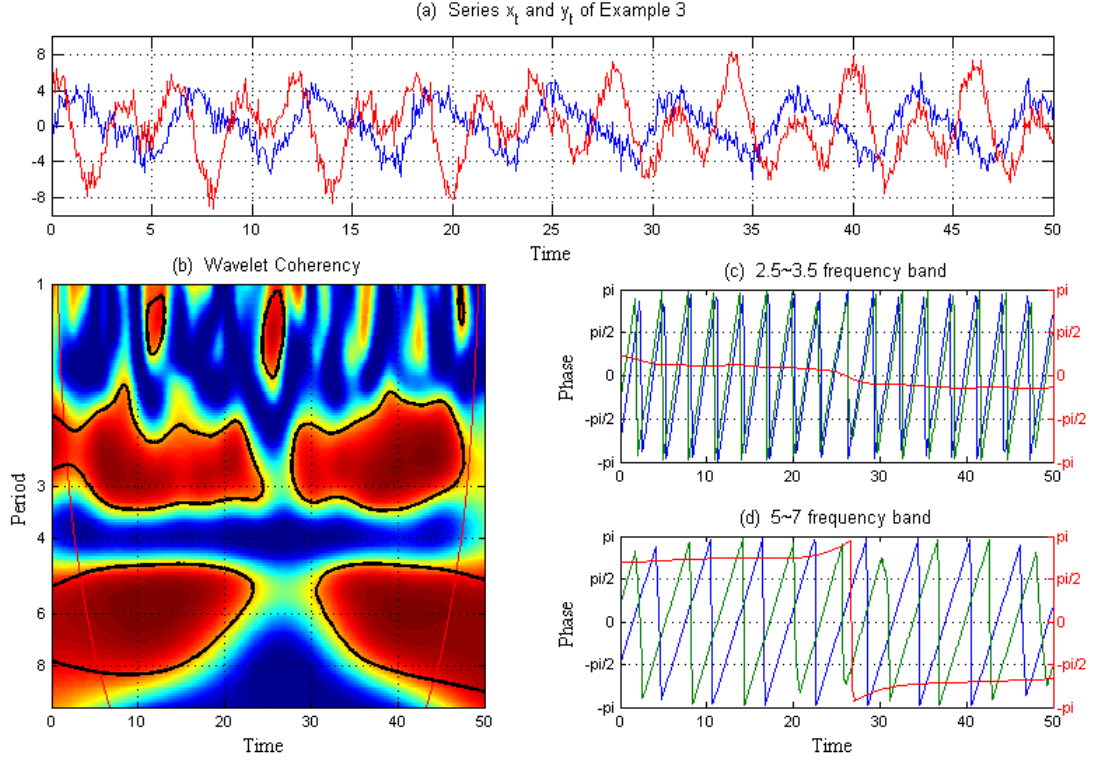 (a) Series x_t and y_t of Example 3
8
4
0
-4
-8
0 5 10 15 20 25 30 35 40 45 50
Time
(b) Wavelet Coherency
1
3
4
6
8
Period
0 10 20 30 40 50
Time
(c) 2.5~3.5 frequency band
pi pi
pi/2 pi/2
0 0
-pi/2 -pi/2
-pi -pi
Phase
0 10 20 30 40 50
(d) 5~7 frequency band
pi pi
pi/2 pi/2
0 0
-pi/2 -pi/2
-pi -pi
Phase
0 10 20 30 40 50
Time